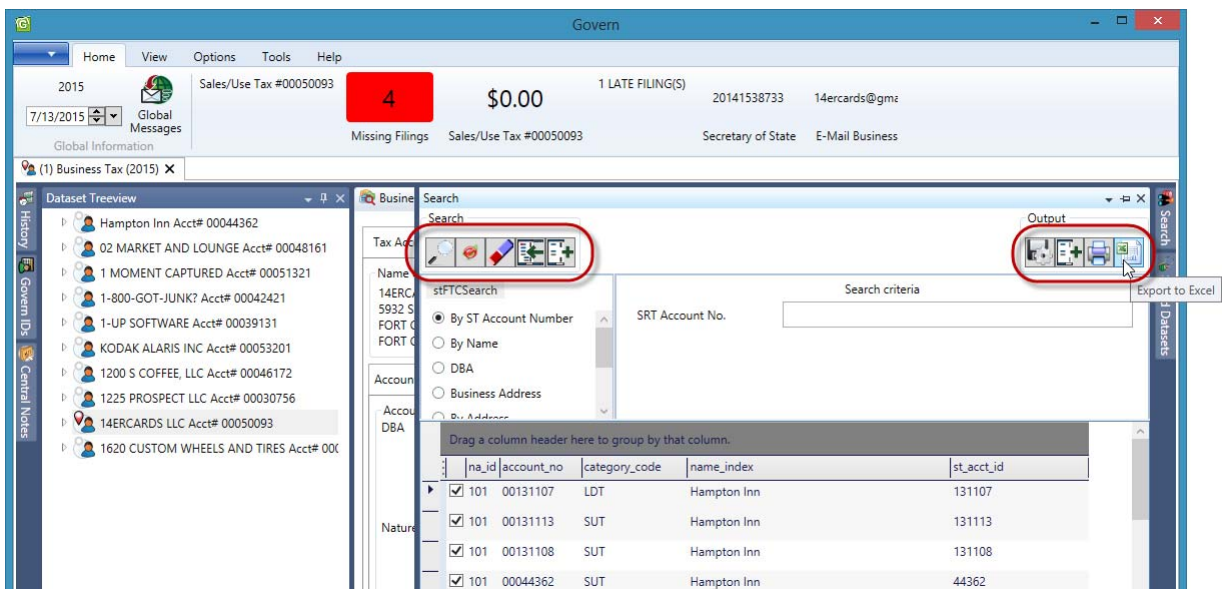 Govern
Home View Options Tools Help
2015
7/13/2015
Global Messages
Global Information
Sales/Use Tax #00050093
4
Missing Filings
$0.00
Sales/Use Tax #00050093
1 LATE FILING(S)
20141538733
Secretary of State
14ercards@gma
E-Mail Business
(1) Business Tax (2015)
History
Govern IDs
Central Notes
Dataset Treeview
Hampton Inn Acct# 00044362
02 MARKET AND LOUNGE Acct# 00048161
1 MOMENT CAPTURED Acct# 00051321
1-800-GOT-JUNK? Acct# 00042421
1-UP SOFTWARE Acct# 00039131
KODAK ALARIS INC Acct# 00053201
1200 S COFFEE, LLC Acct# 00046172
1225 PROSPECT LLC Acct# 00030756
14ERCARDS LLC Acct# 00050093
1620 CUSTOM WHEELS AND TIRES Acct# 000
Busine
Tax Acc
Name
14ERCA
5932 S
FORT C
FORT C
Accoun
Accou
DBA
Nature
Search
Search
Output
Export to Excel
stFTCSearch
By ST Account Number
By Name
DBA
Business Address
By Address
Search criteria
SRT Account No.
Drag a column header here to group by that column.
na_id account_no category_code name_index st_acct_id
101 00131107 LDT Hampton Inn 131107
101 00131113 SUT Hampton Inn 131113
101 00131108 SUT Hampton Inn 131108
101 00044362 SUT Hampton Inn 44362
Search
d Datasets